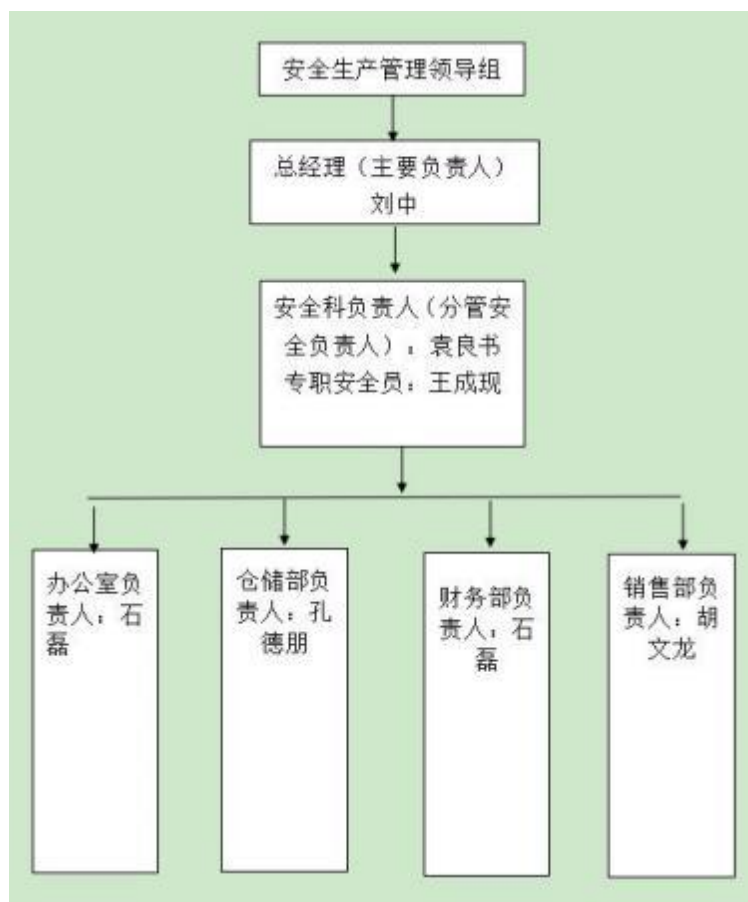 安全生产管理领导组
总经理（主要负责人）
刘中
安全科负责人（分管安
全负责人）：袁良书
专职安全员：王成现
办公室负
责人：石
磊
仓储部负
责人：孔
德朋
财务部负
责人：石
磊
销售部负
责人：胡
文龙